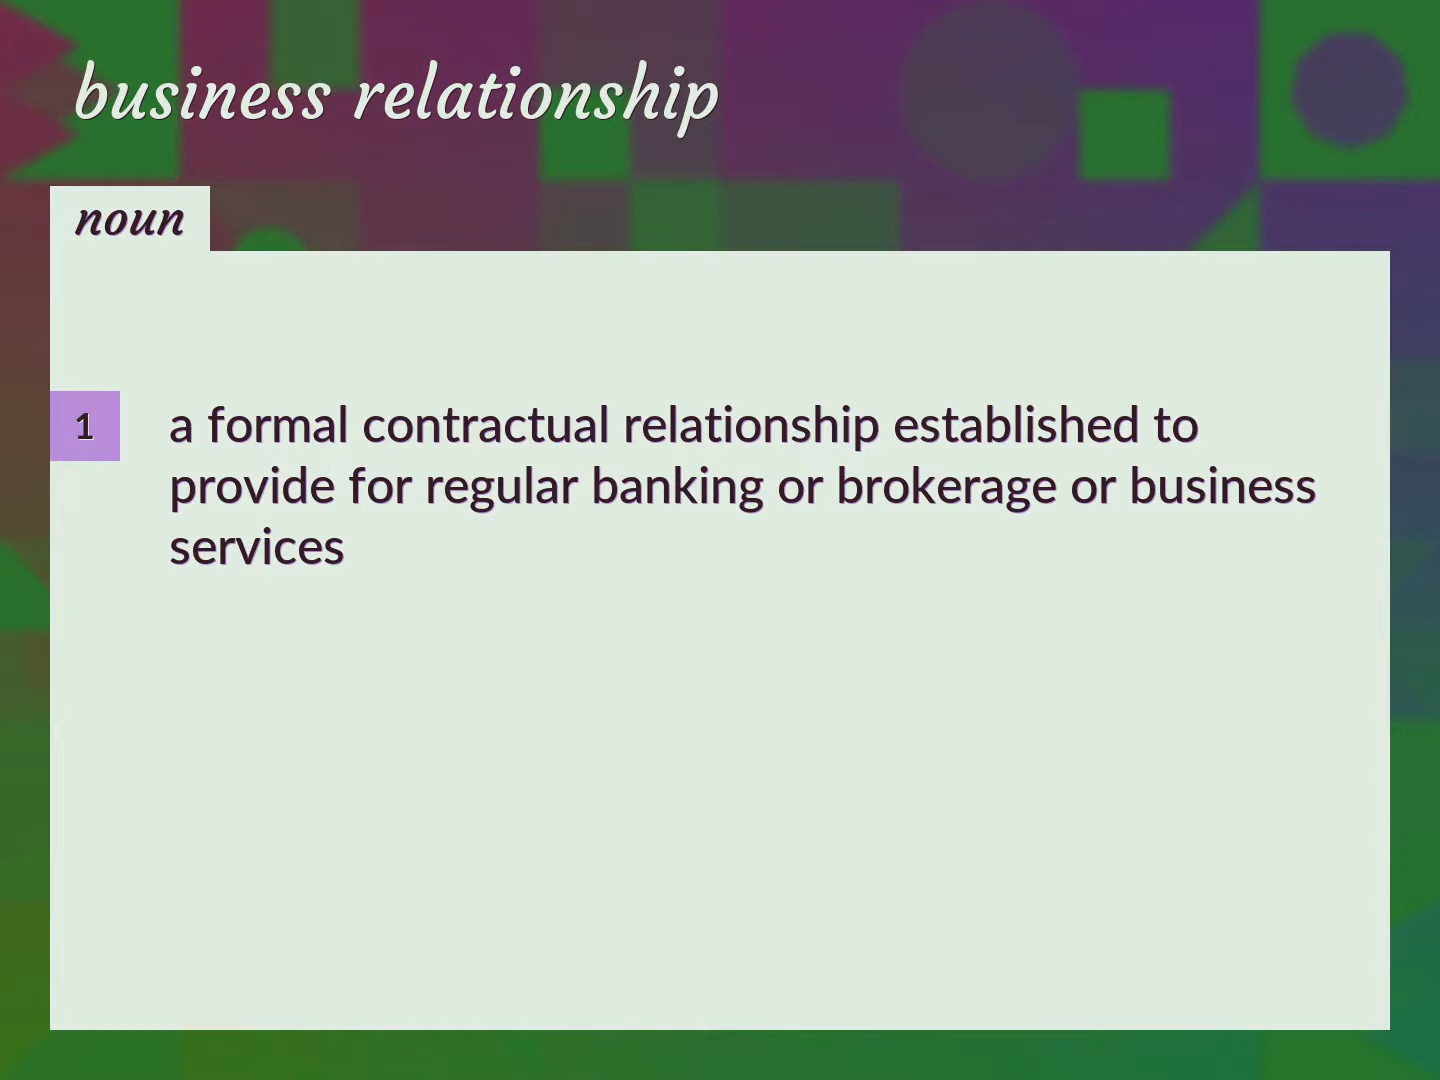 business relationship
noun
1
a formal contractual relationship established to
provide for regular banking or brokerage or business
services